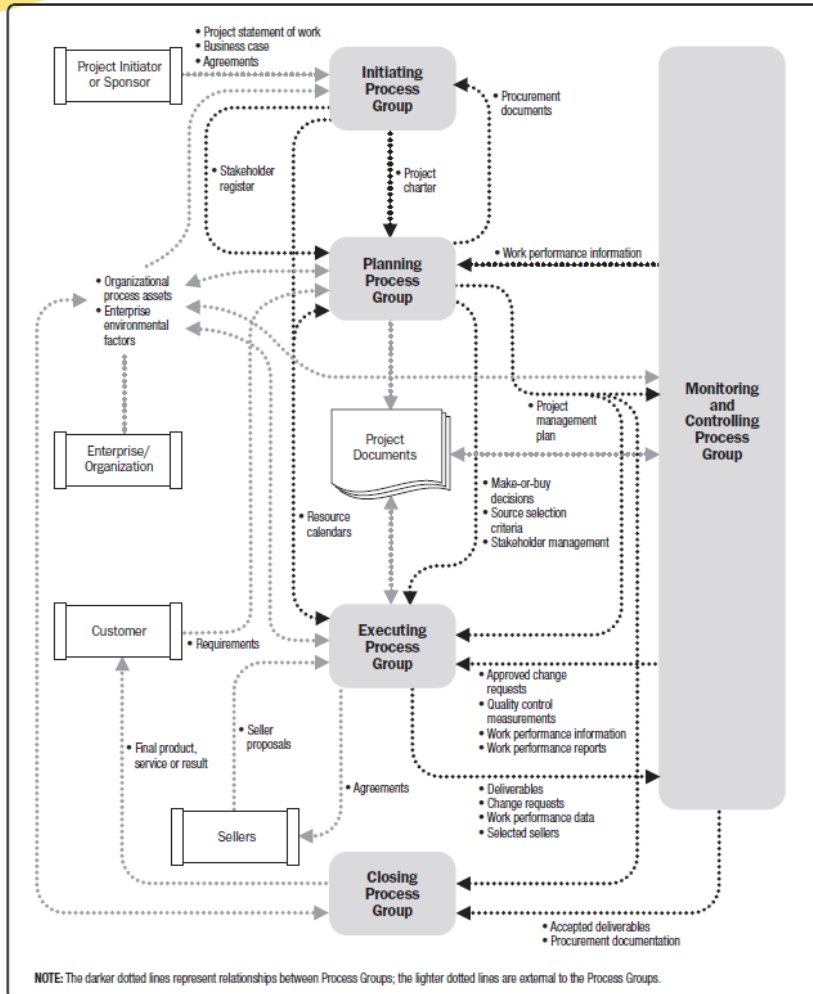 • Project statement of work
• Business case
• Agreements
Project Initiator
or Sponsor
Initiating
Process
Group
• Procurement
documents
• Stakeholder
register
• Project
charter
Planning
Process
Group
• Work performance information
• Organizational
process assets
• Enterprise
environmental
factors
Monitoring
and
Controlling
Process
Group
• Project
management
plan
Project
Documents
Enterprise/
Organization
• Make-or-buy
decisions
• Source selection
criteria
• Stakeholder management
• Resource
calendars
Customer
• Requirements
Executing
Process
Group
• Approved change
requests
• Quality control
measurements
• Work performance information
• Work performance reports
• Seller
proposals
• Final product,
service or result
• Agreements
• Deliverables
• Change requests
• Work performance data
• Selected sellers
Sellers
Closing
Process
Group
• Accepted deliverables
• Procurement documentation
NOTE: The darker dotted lines represent relationships between Process Groups; the lighter dotted lines are external to the Process Groups.